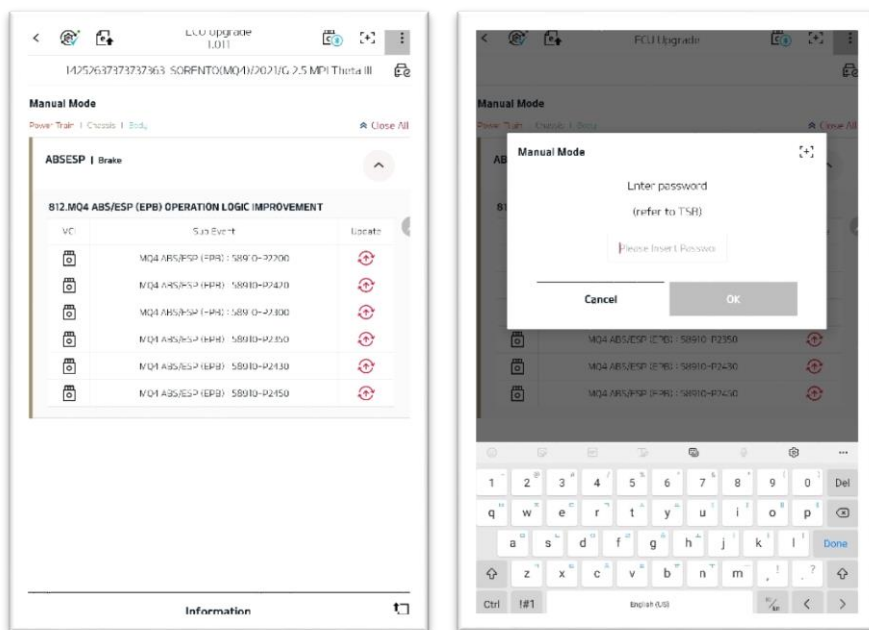 ECU Upgrade
1.011
SORENTO(MQ4)/2021/G 2.5 MPI Theta III
Manual Mode
Power Train | Chassis | Body
Close All
ABSESP | Brake
812.MQ4 ABS/ESP (EPB) OPERATION LOGIC IMPROVEMENT
VCI Sub Event Update
MQ4 ABS/ESP (EPB) : 58910-P2200
MQ4 ABS/ESP (EPB) : 58910-P2420
MQ4 ABS/ESP (EPB) : 58910-P2300
MQ4 ABS/ESP (EPB) : 58910-P2350
MQ4 ABS/ESP (EPB) : 58910-P2430
MQ4 ABS/ESP (EPB) : 58910-P2450
Information
ECU Upgrade
Manual Mode
Power Train | Chassis | Body
Close All
AB
81
Manual Mode
Enter password
(refer to TSB)
Please Insert Passwo
Cancel OK
MQ4 ABS/ESP (EPB) : 58910-P2350
MQ4 ABS/ESP (EPB) : 58910-P2430
MQ4 ABS/ESP (EPB) : 58910-P2450
1 2 3 4 5 6 7 8 9 0 Del
q w e r t y u i o p
a s d f g h j k l Done
z x c v b n m , ! . ?
Ctrl !#1 English (US) < >